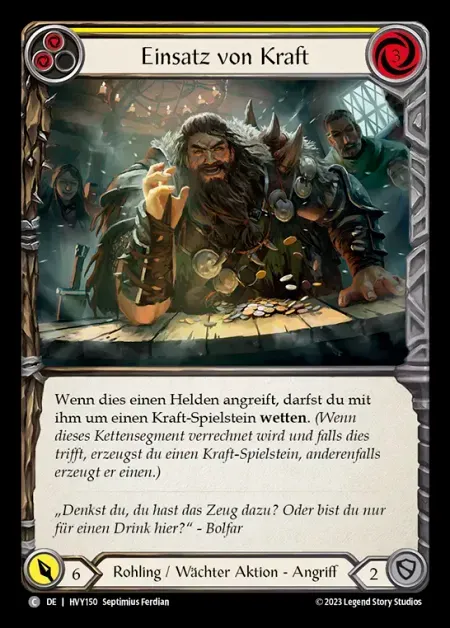 Einsatz von Kraft
3
Wenn dies einen Helden angreift, darfst du mit
ihm um einen Kraft-Spielstein wetten. (Wenn
dieses Kettensegment verrechnet wird und falls dies
trifft, erzeugst du einen Kraft-Spielstein, anderenfalls
erzeugt er einen.)
„Denkst du, du hast das Zeug dazu? Oder bist du nur
für einen Drink hier?“ - Bolfar
6
Rohling / Wächter Aktion - Angriff
2
C DE | HVY150 Septimius Ferdian
© 2023 Legend Story Studios